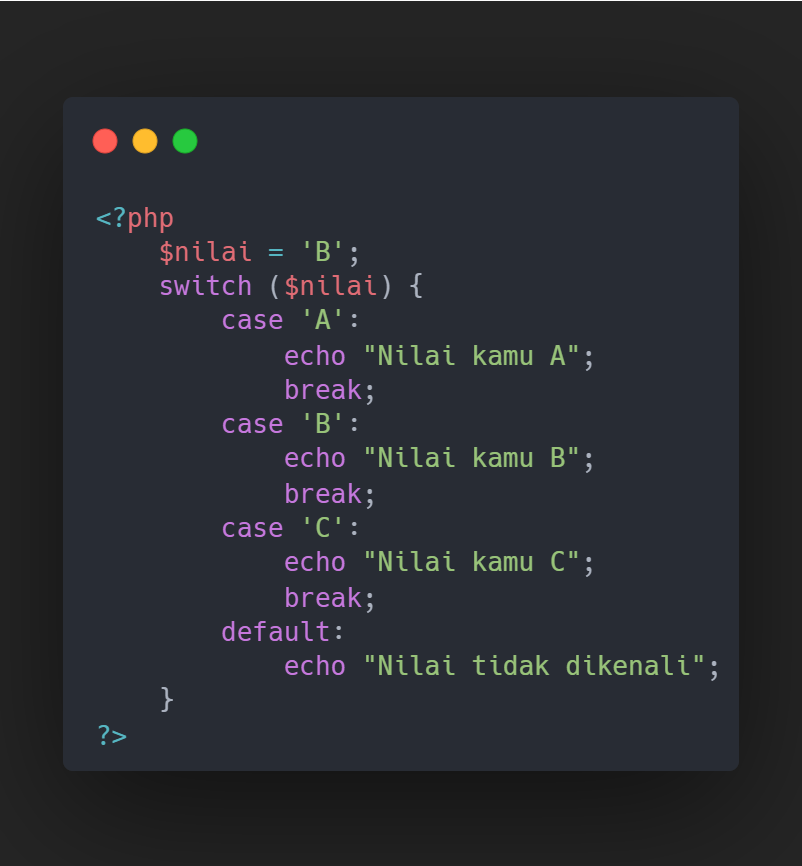 <?php
    $nilai = 'B';
    switch ($nilai) {
        case 'A':
            echo "Nilai kamu A";
            break;
        case 'B':
            echo "Nilai kamu B";
            break;
        case 'C':
            echo "Nilai kamu C";
            break;
        default:
            echo "Nilai tidak dikenali";
    }
?>